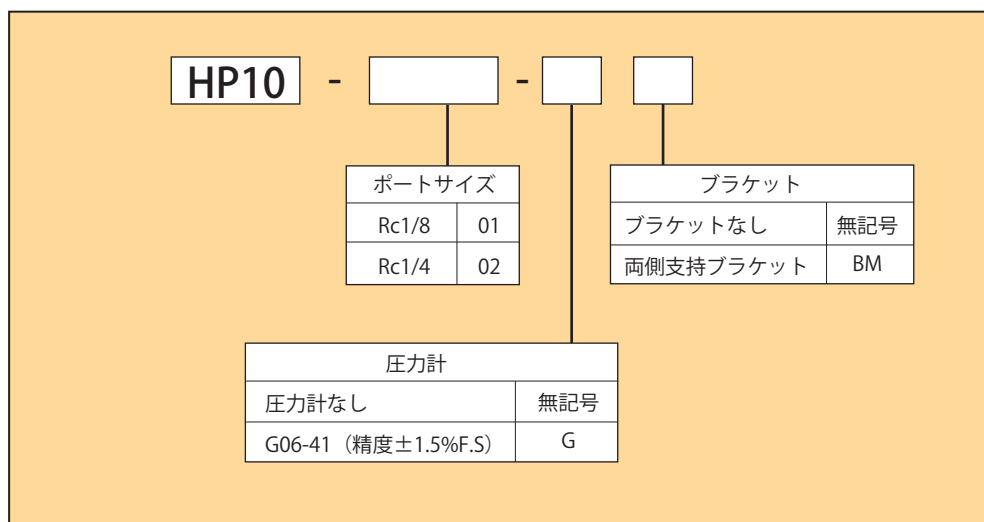 HP10 - -
ポートサイズ
Rc1/8 01
Rc1/4 02
ブラケット
ブラケットなし 無記号
両側支持ブラケット BM
圧力計
圧力計なし 無記号
G06-41（精度±1.5%F.S） G